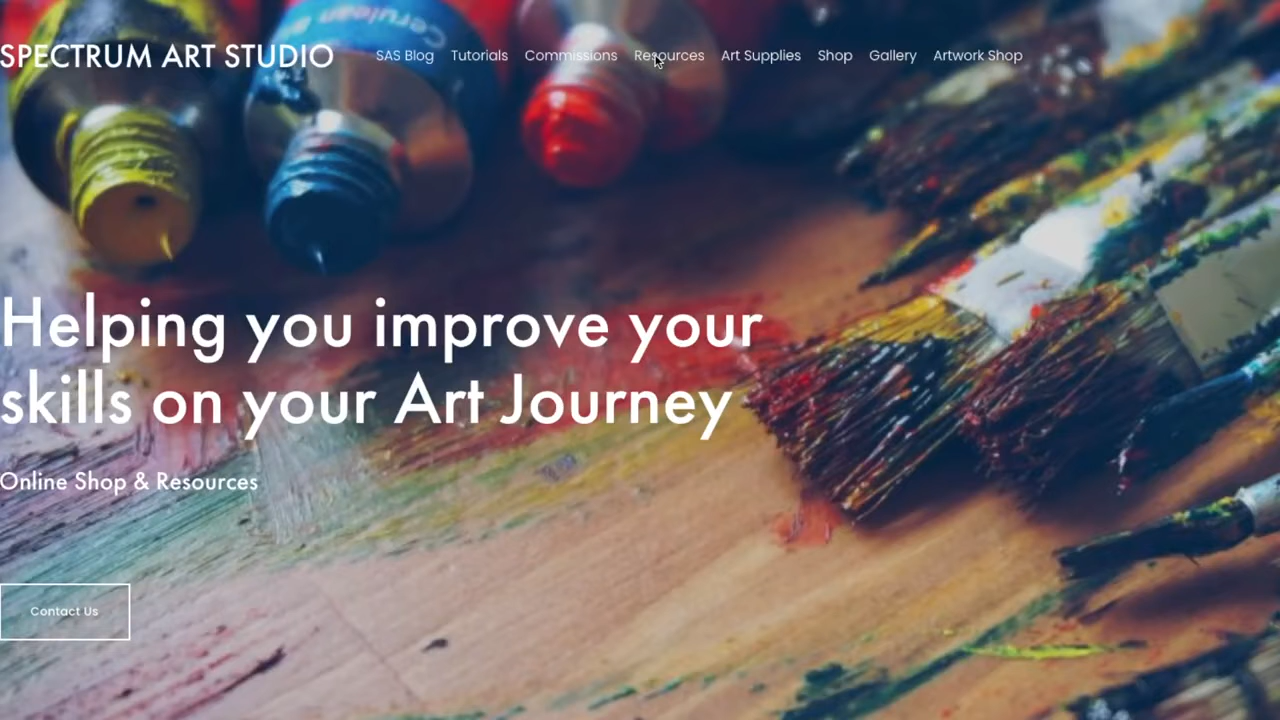 Cerulean
SPECTRUM ART STUDIO
SAS Blog Tutorials Commissions Resources Art Supplies Shop Gallery Artwork Shop
Helping you improve your
skills on your Art Journey
Online Shop & Resources
Contact Us